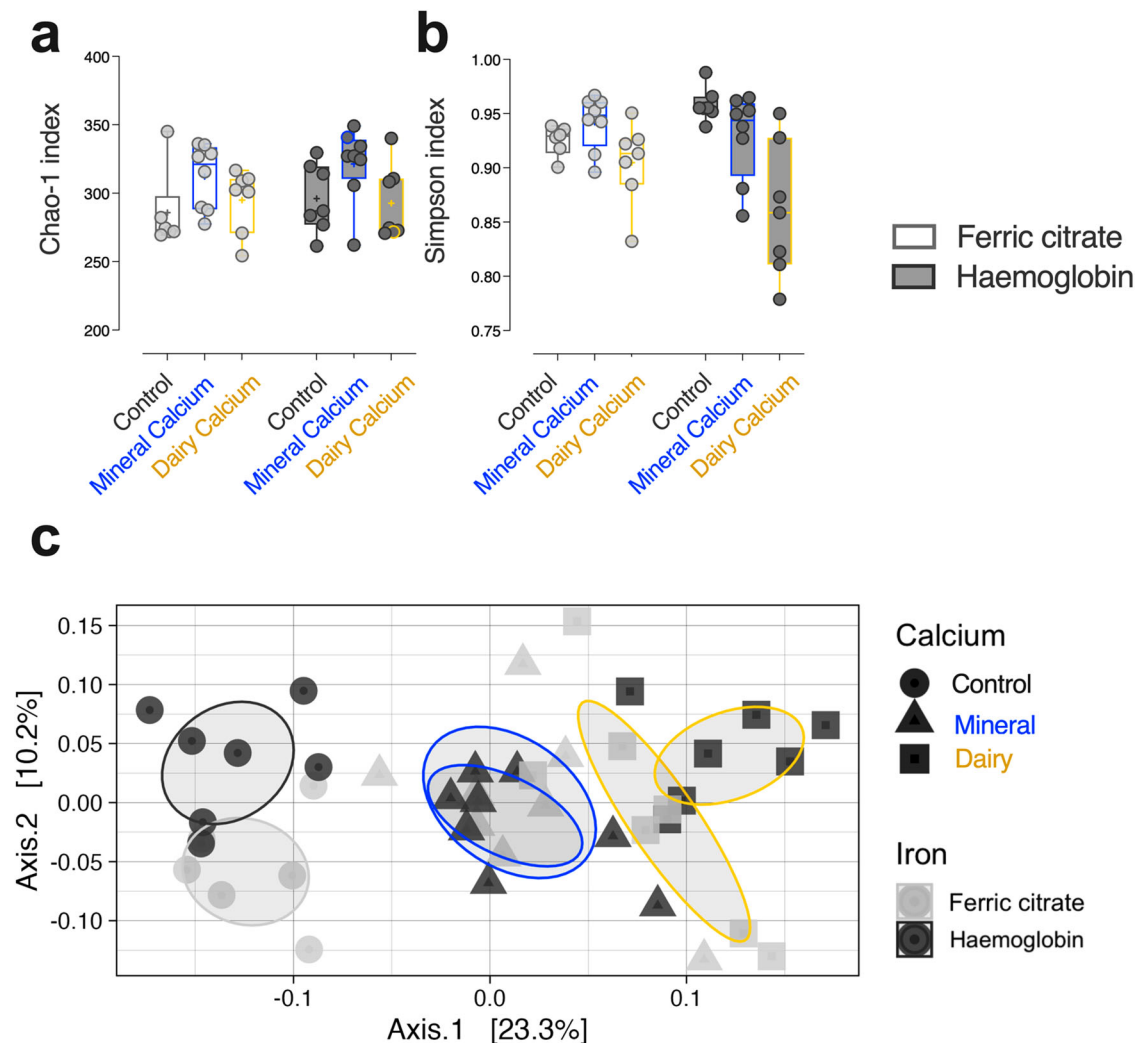 a
400
350
300
250
200
Chao-1 index
Control
Mineral Calcium
Dairy Calcium
Control
Mineral Calcium
Dairy Calcium
b
1.00
0.95
0.90
0.85
0.80
0.75
Simpson index
Control
Mineral Calcium
Dairy Calcium
Control
Mineral Calcium
Dairy Calcium
Ferric citrate
Haemoglobin
c
0.15
0.10
0.05
0.00
-0.05
-0.10
Axis.2 [10.2%]
-0.1
0.0
0.1
Axis.1 [23.3%]
Calcium
Control
Mineral
Dairy
Iron
Ferric citrate
Haemoglobin